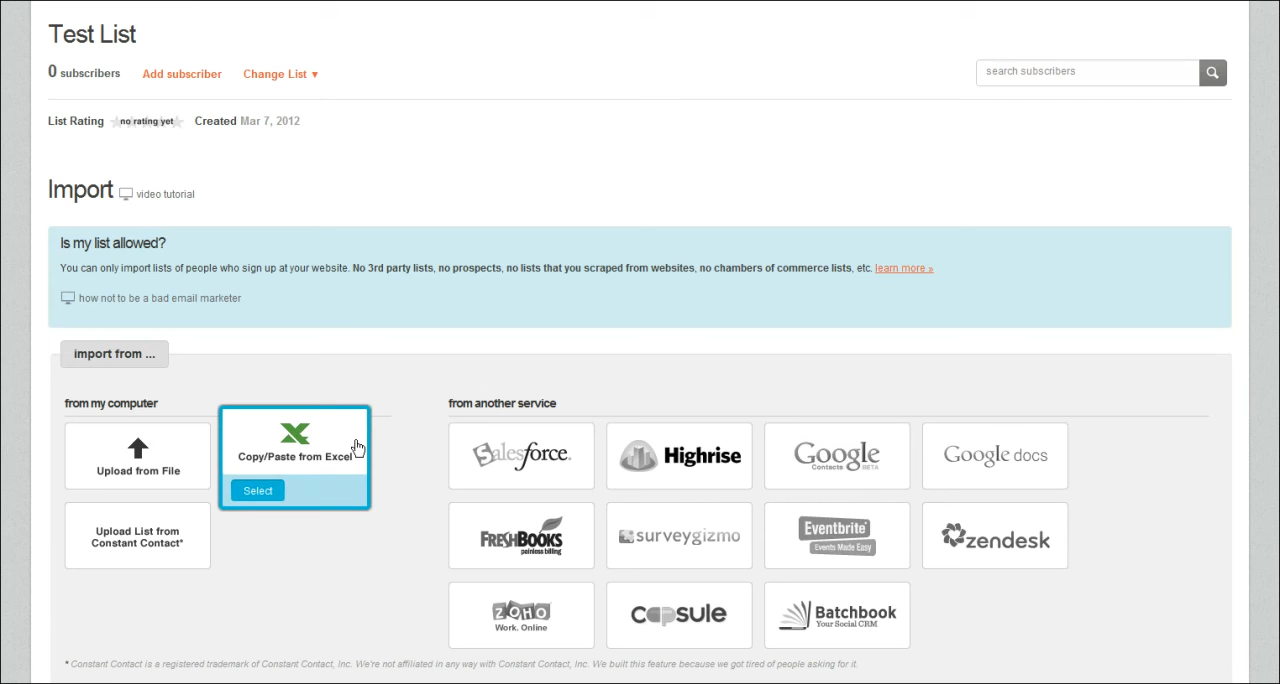 Test List
0 subscribers Add subscriber Change List ▼ search subscribers
List Rating no rating yet Created Mar 7, 2012
Import video tutorial
Is my list allowed?
You can only import lists of people who sign up at your website. No 3rd party lists, no prospects, no lists that you scraped from websites, no chambers of commerce lists, etc. learn more »
how not to be a bad email marketer
import from ...
from my computer
Upload from File
Copy/Paste from Excel
Select
Upload List from
Constant Contact*
from another service
Salesforce.
Highrise
Google
Contacts BETA
Google docs
FRESHBOOKS
painless billing
surveygizmo
Eventbrite
Events Made Easy
zendesk
ZOHO
Work. Online
capsule
Batchbook
Your Social CRM
* Constant Contact is a registered trademark of Constant Contact, Inc. We're not affiliated in any way with Constant Contact, Inc. We built this feature because we got tired of people asking for it.